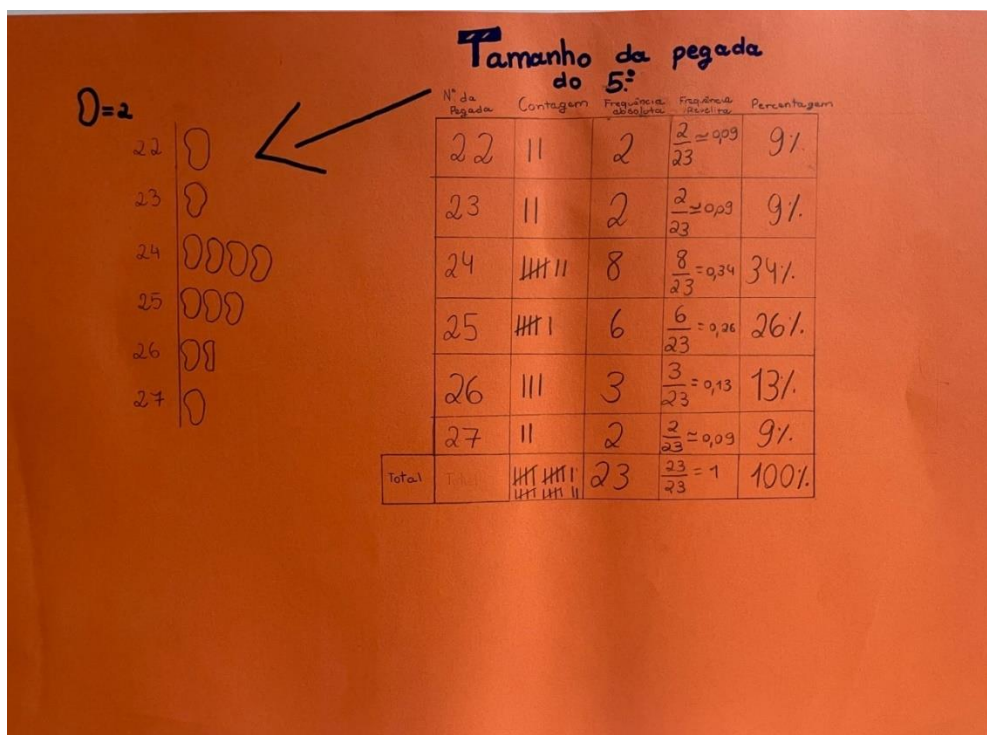 Tamanho da pegada
do 5.º
=2
22
23
24
25
26
27
Nº da Pegada Contagem Frequência absoluta Frequência Percentagem
22 || 2 2/23 ≃ 0,09 9%
23 || 2 2/23 ≃ 0,09 9%
24 8 8/23 = 0,34 34%
25 6 6/23 = 0,26 26%
26 ||| 3 3/23 = 0,13 13%
27 || 2 2/23 ≃ 0,09 9%
Total 23 23/23 = 1 100%